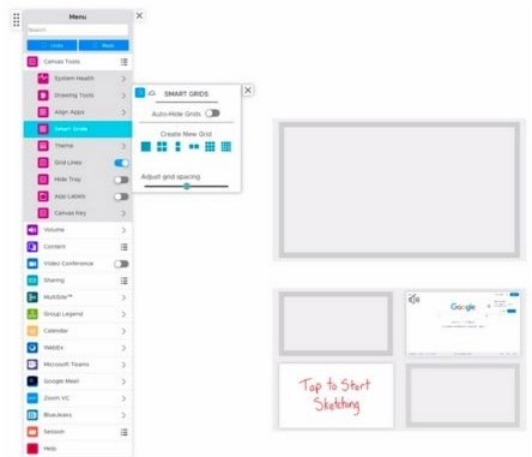 Menu
Search
Undo
Redo
Canvas Tools
System Health
Drawing Tools
Align Apps
Smart Grids
Theme
Grid Lines
Hide Tray
App Labels
Canvas Key
Volume
Content
Video Conference
Sharing
MultiSite™
Group Legend
Calendar
WebEx
Microsoft Teams
Google Meet
Zoom VC
BlueJeans
Session
Help
SMART GRIDS
Auto-Hide Grids
Create New Grid
Adjust grid spacing
Google
Tap to Start
Sketching